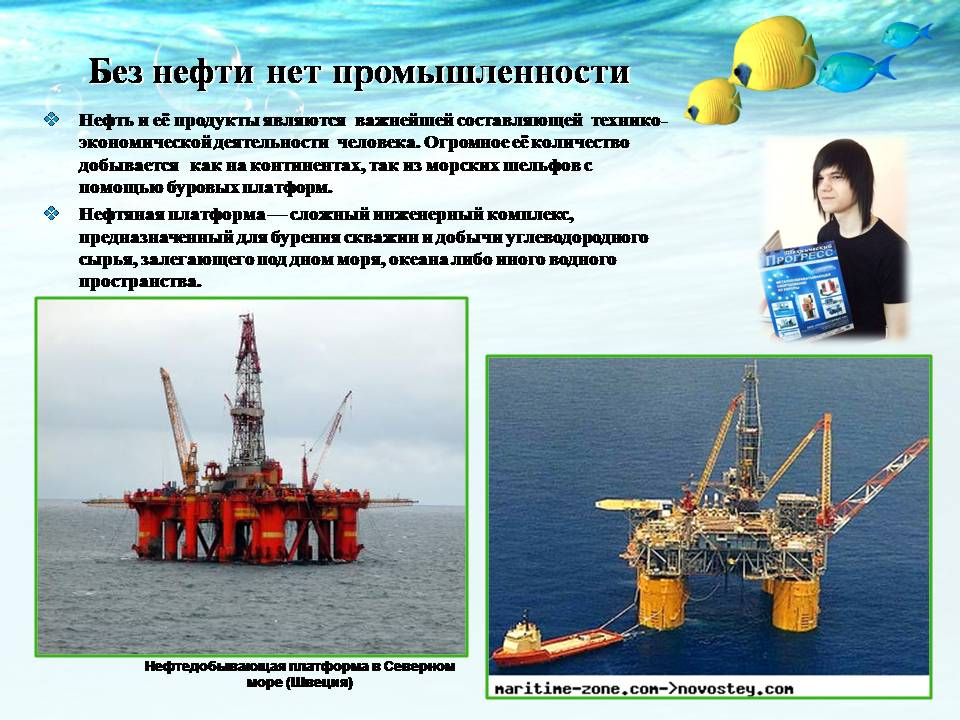 Без нефти нет промышленности
❖ Нефть и её продукты являются важнейшей составляющей технико-
экономической деятельности человека. Огромное её количество
добывается как на континентах, так из морских шельфов с
помощью буровых платформ.
❖ Нефтяная платформа — сложный инженерный комплекс,
предназначенный для бурения скважин и добычи углеводородного
сырья, залегающего под дном моря, океана либо иного водного
пространства.
Технический
ПРОГРЕСС
Нефтедобывающая платформа в Северном
море (Швеция)
maritime-zone.com->novostey.com